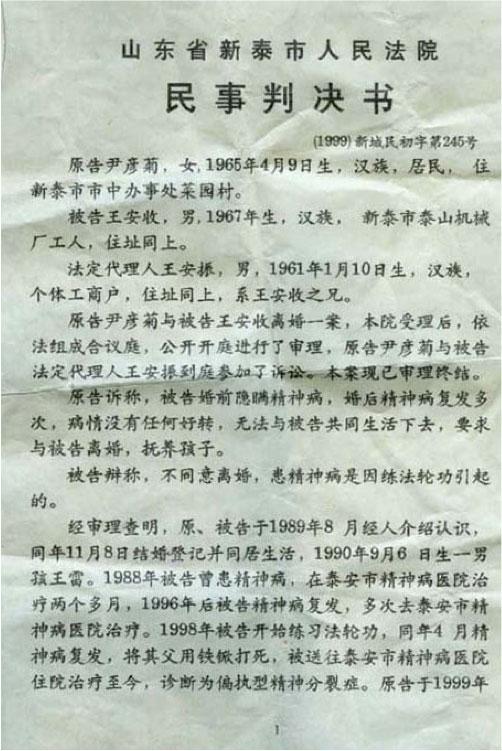 山东省新泰市人民法院
民事判决书
(1999)新城民初字第245号
原告尹彦菊，女，1965年4月9日生，汉族，居民，住
新泰市市中办事处菜园村。
被告王安收，男，1967年生，汉族，新泰市泰山机械
厂工人，住址同上。
法定代理人王安振，男，1961年1月10日生，汉族，
个体工商户，住址同上，系王安收之兄。
原告尹彦菊与被告王安收离婚一案，本院受理后，依
法组成合议庭，公开开庭进行了审理，原告尹彦菊与被告
法定代理人王安振到庭参加了诉讼。本案现已审理终结。
原告诉称，被告婚前隐瞒精神病，婚后精神病复发多
次，病情没有任何好转，无法与被告共同生活下去，要求
与被告离婚，抚养孩子。
被告辩称，不同意离婚，患精神病是因练法轮功引起
的。
经审理查明，原、被告于1989年8月经人介绍认识，
同年11月8日结婚登记并同居生活，1990年9月6日生一男
孩王雷。1988年被告曾患精神病，在泰安市精神病医院治
疗两个多月，1996年后被告精神病复发，多次去泰安市精
神病医院治疗。1998年被告开始练习法轮功，同年4月精
神病复发，将其父用铁锨打死，被送往泰安市精神病医院
住院治疗至今，诊断为偏执型精神分裂症。原告于1999年
1